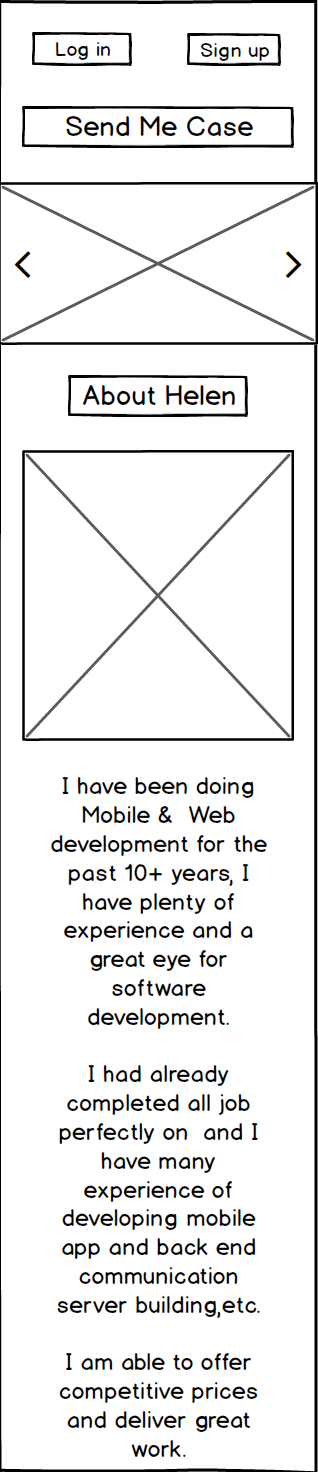 Log in
Sign up
Send Me Case
About Helen
I have been doing
Mobile &  Web
development for the
past 10+ years, I
have plenty of
experience and a
great eye for
software
development.
I had already
completed all job
perfectly on  and I
have many
experience of
developing mobile
app and back end
communication
server building,etc.
I am able to offer
competitive prices
and deliver great
work.